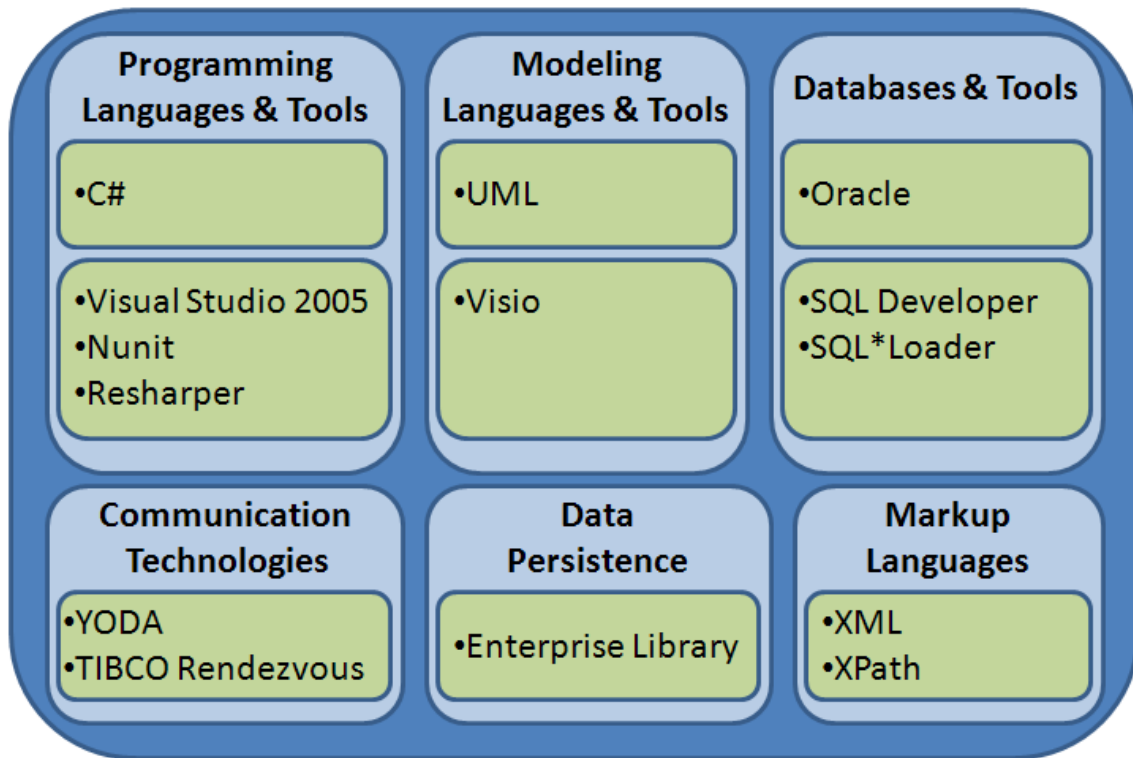 Programming
Languages & Tools
•C#
•Visual Studio 2005
•Nunit
•Resharper
Modeling
Languages & Tools
•UML
•Visio
Databases & Tools
•Oracle
•SQL Developer
•SQL*Loader
Communication
Technologies
•YODA
•TIBCO Rendezvous
Data
Persistence
•Enterprise Library
Markup
Languages
•XML
•XPath